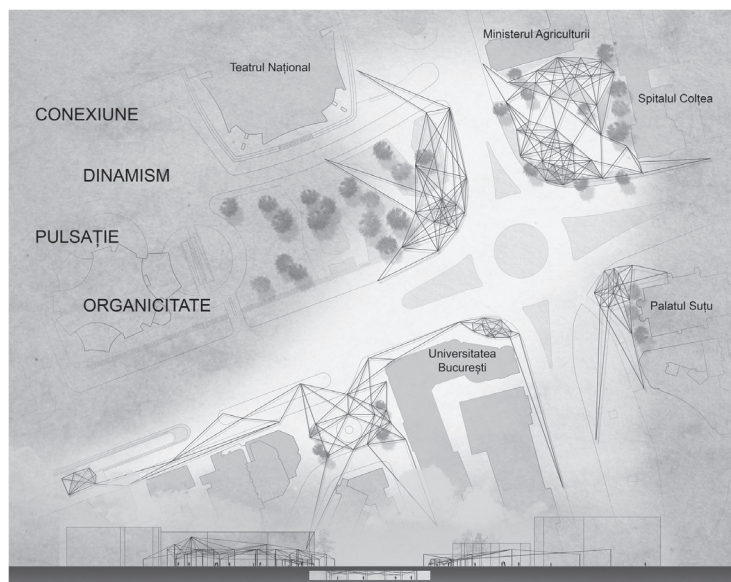 Ministerul Agriculturii
Teatrul Național
Spitalul Colțea
CONEXIUNE
DINAMISM
PULSAȚIE
ORGANICITATE
Palatul Suțu
Universitatea
București